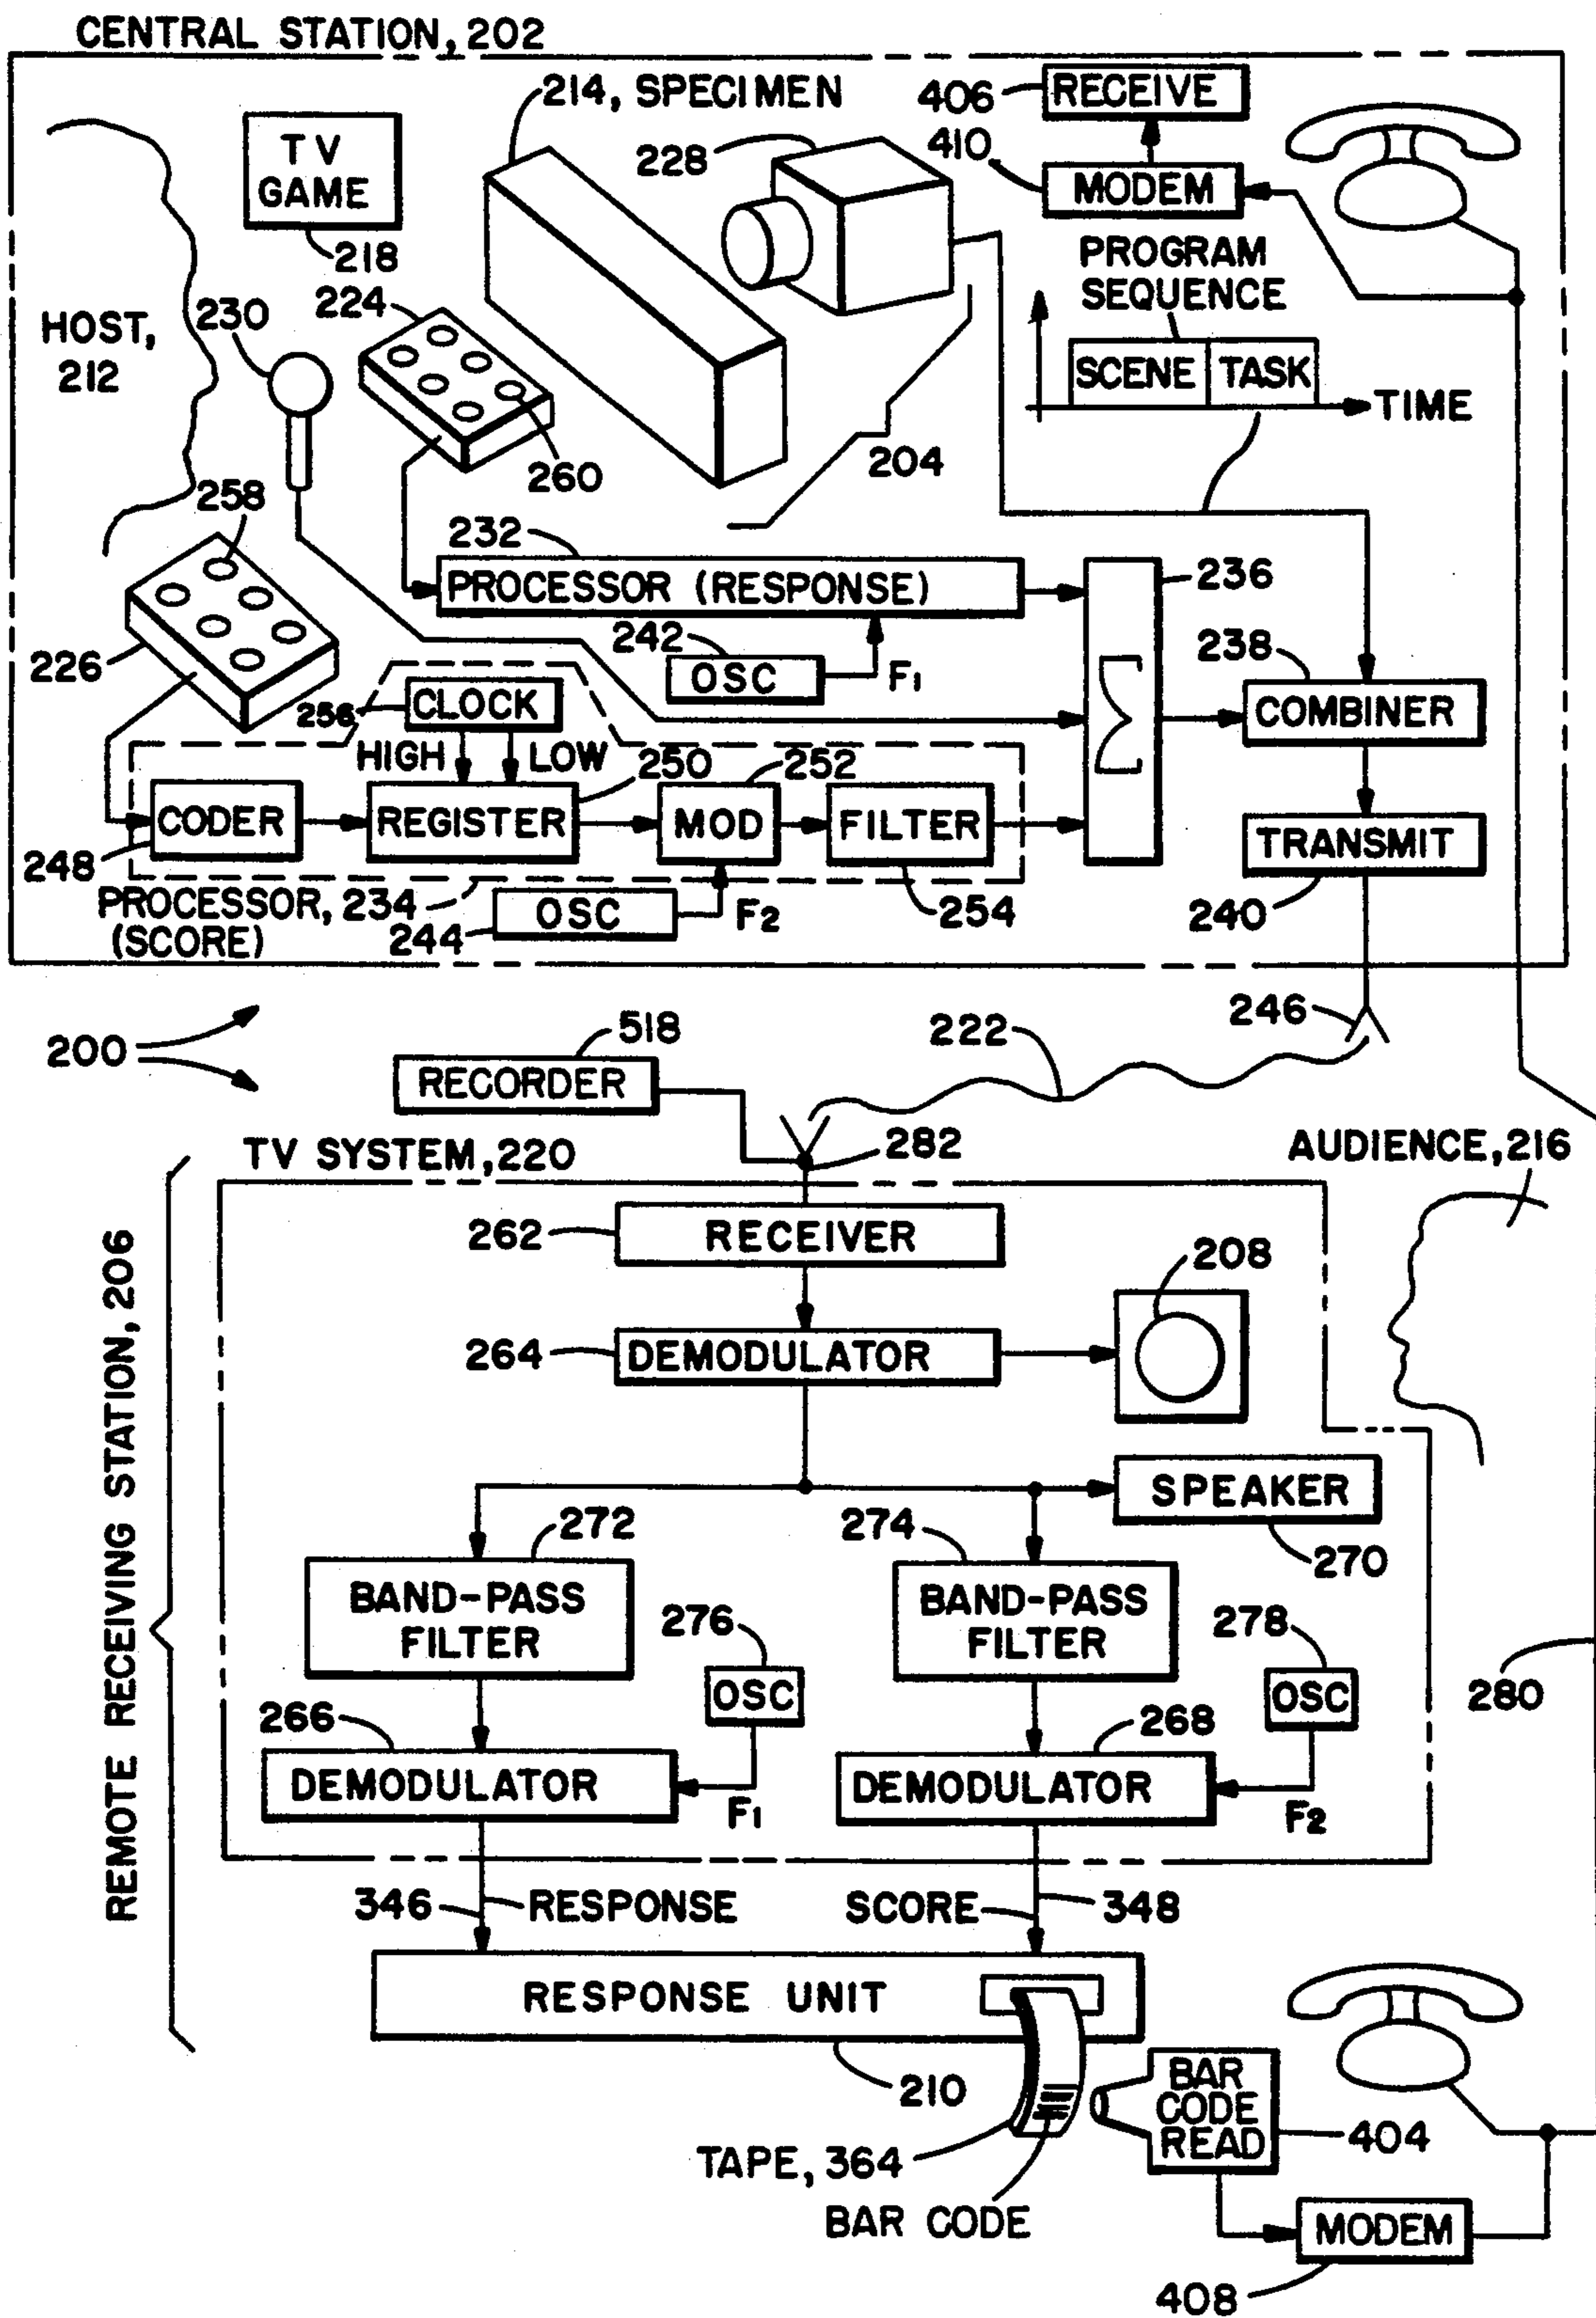 CENTRAL STATION, 202
214, SPECIMEN
406
RECEIVE
410
MODEM
TV
GAME
218
228
PROGRAM
SEQUENCE
SCENE
TASK
TIME
HOST,
212
230
224
260
204
258
232
PROCESSOR (RESPONSE)
236
226
242
OSC
F1
238
COMBINER
256
CLOCK
HIGH
LOW
250
252
CODER
REGISTER
MOD
FILTER
TRANSMIT
248
PROCESSOR, 234
(SCORE)
244
OSC
F2
254
240
200
518
RECORDER
222
246
TV SYSTEM, 220
282
AUDIENCE, 216
REMOTE RECEIVING STATION, 206
262
RECEIVER
208
264
DEMODULATOR
SPEAKER
270
272
BAND-PASS
FILTER
274
BAND-PASS
FILTER
276
OSC
278
OSC
280
266
DEMODULATOR
F1
268
DEMODULATOR
F2
346
RESPONSE
SCORE
348
RESPONSE UNIT
210
BAR
CODE
READ
404
TAPE, 364
BAR CODE
MODEM
408